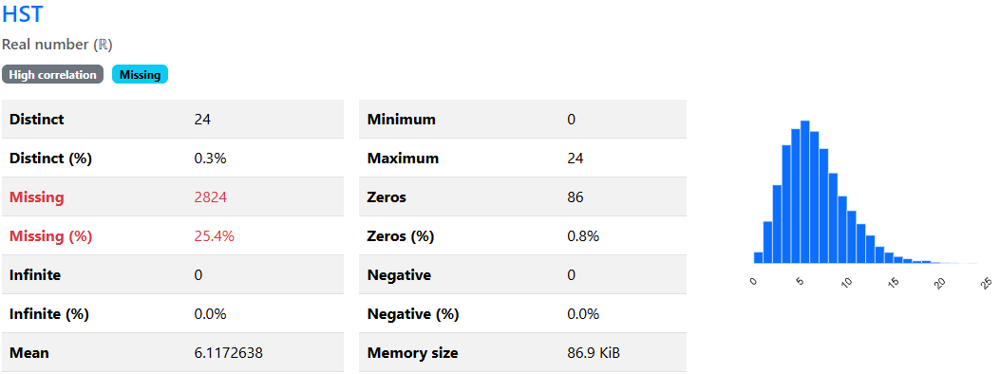 HST
Real number (ℝ)
High correlation Missing
Distinct 24 Minimum 0
Distinct (%) 0.3% Maximum 24
Missing 2824 Zeros 86
Missing (%) 25.4% Zeros (%) 0.8%
Infinite 0 Negative 0
Infinite (%) 0.0% Negative (%) 0.0%
Mean 6.1172638 Memory size 86.9 KiB
0 5 10 15 20 25